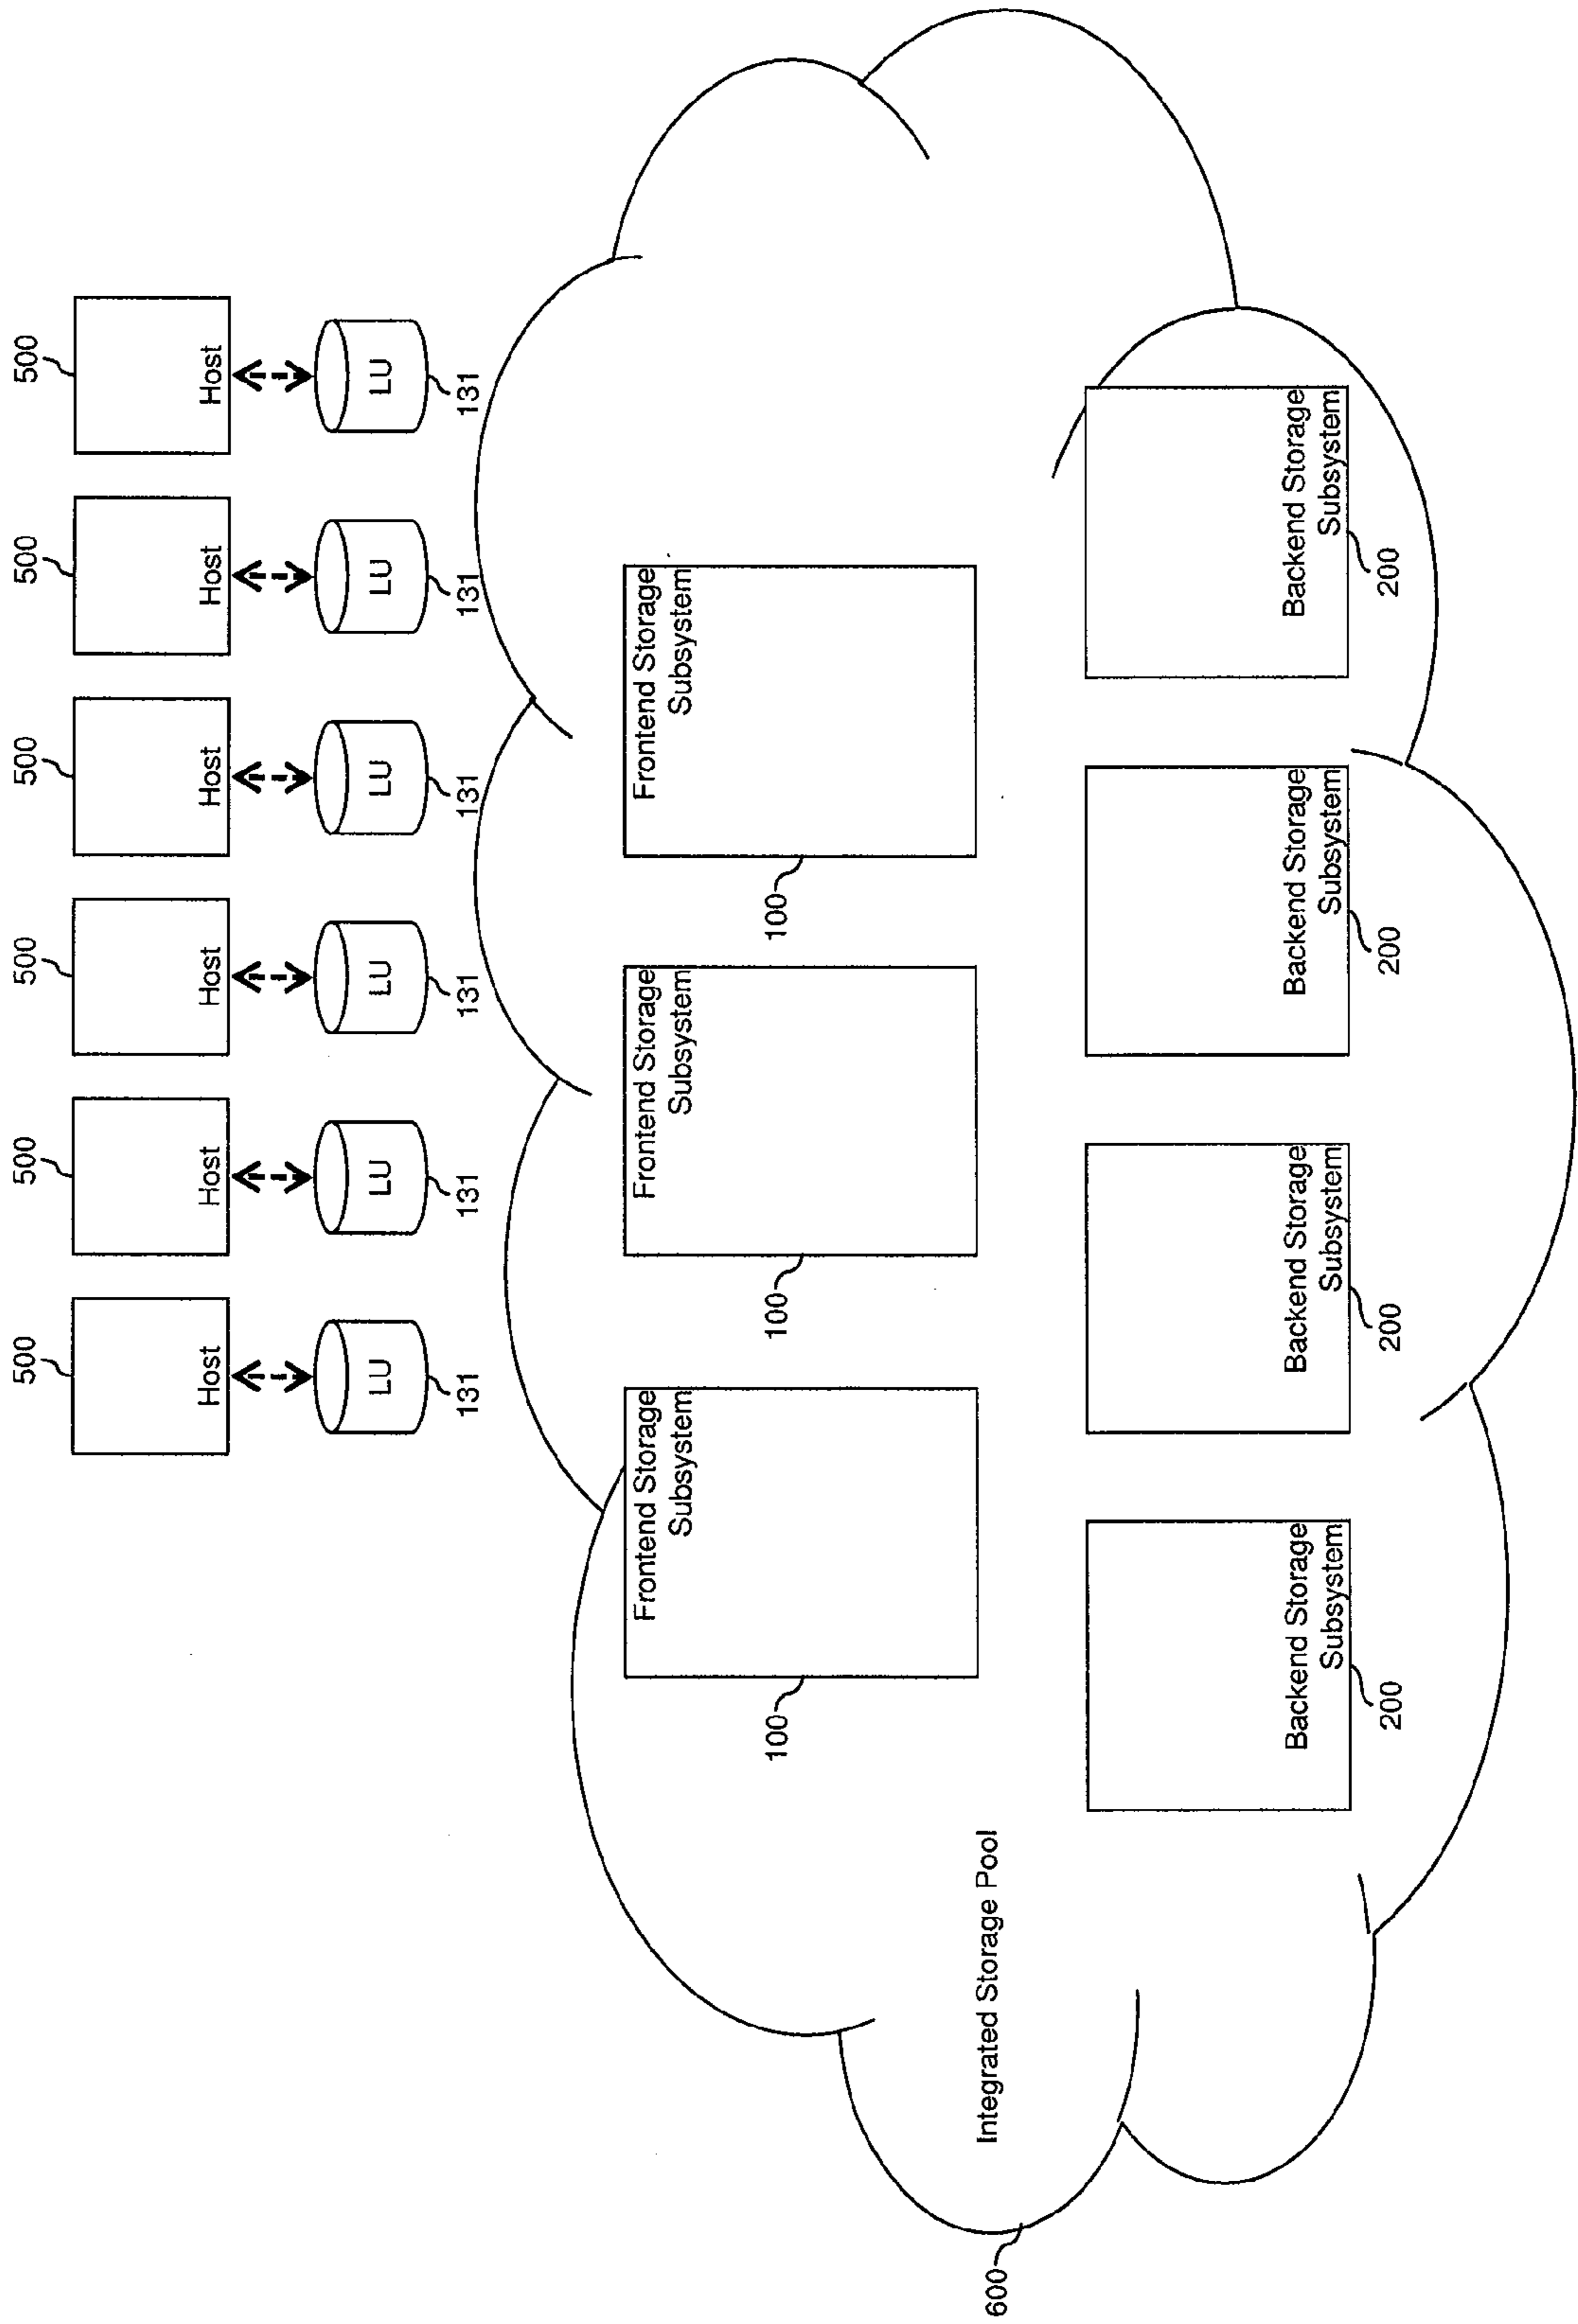 500
500
500
500
500
500
Host
Host
Host
Host
Host
Host
LU
LU
LU
LU
LU
LU
131
131
131
131
131
131
Frontend Storage
Subsystem
Frontend Storage
Subsystem
Frontend Storage
Subsystem
100
100
100
600
Integrated Storage Pool
Backend Storage
Subsystem
Backend Storage
Subsystem
Backend Storage
Subsystem
Backend Storage
Subsystem
200
200
200
200